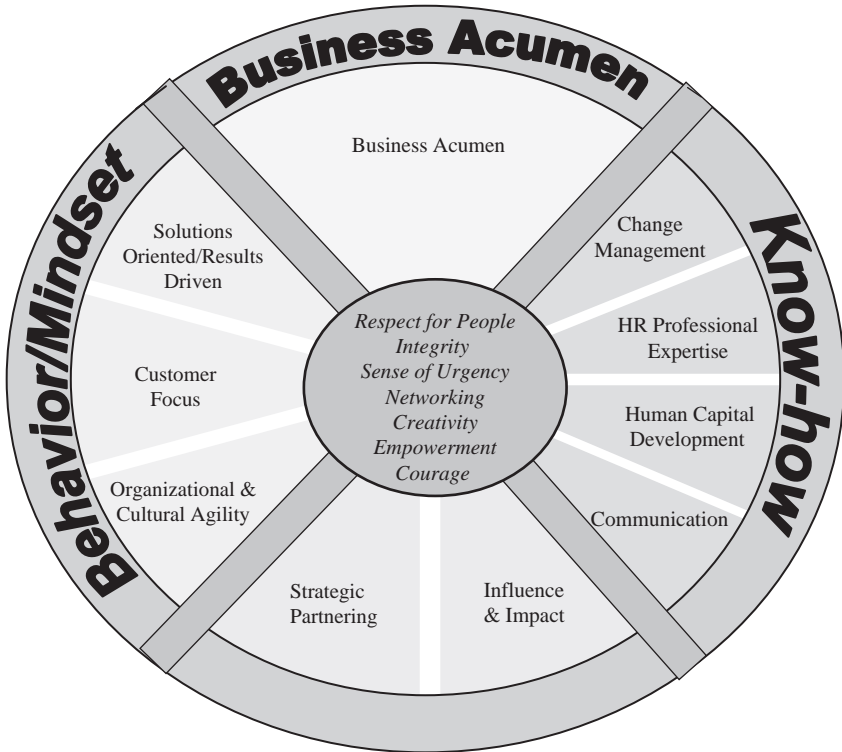 Business Acumen
Behavior/Mindset
Know-how
Business Acumen
Solutions
Oriented/Results
Driven
Customer
Focus
Organizational &
Cultural Agility
Change
Management
HR Professional
Expertise
Human Capital
Development
Communication
Strategic
Partnering
Influence
& Impact
Respect for People
Integrity
Sense of Urgency
Networking
Creativity
Empowerment
Courage